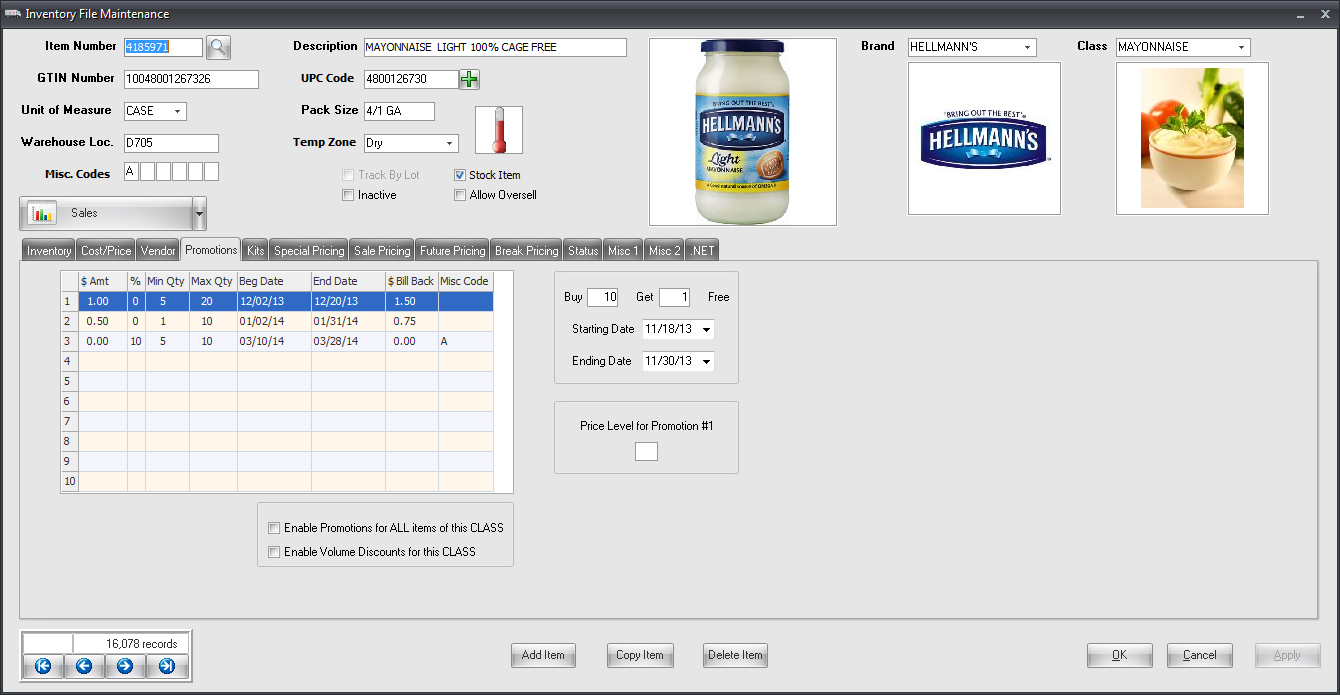 Inventory File Maintenance
Item Number 4185971 Description MAYONNAISE LIGHT 100% CAGE FREE Brand HELLMANN'S Class MAYONNAISE
GTIN Number 10048001267326 UPC Code 4800126730
Unit of Measure CASE Pack Size 4/1 GA
Warehouse Loc. D705 Temp Zone Dry
Misc. Codes A Track By Lot Stock Item
Inactive Allow Oversell
"BRING OUT THE BEST"
HELLMANN'S
Light
MAYONNAISE
"BRING OUT THE BEST"®
HELLMANN'S®
Sales
Inventory Cost/Price Vendor Promotions Kits Special Pricing Sale Pricing Future Pricing Break Pricing Status Misc 1 Misc 2 .NET
$ Amt % Min Qty Max Qty Beg Date End Date $ Bill Back Misc Code
1 1.00 0 5 20 12/02/13 12/20/13 1.50
2 0.50 0 1 10 01/02/14 01/31/14 0.75
3 0.00 10 5 10 03/10/14 03/28/14 0.00 A
4
5
6
7
8
9
10
Buy 10 Get 1 Free
Starting Date 11/18/13
Ending Date 11/30/13
Price Level for Promotion #1
Enable Promotions for ALL items of this CLASS
Enable Volume Discounts for this CLASS
16,078 records
Add Item Copy Item Delete Item OK Cancel Apply